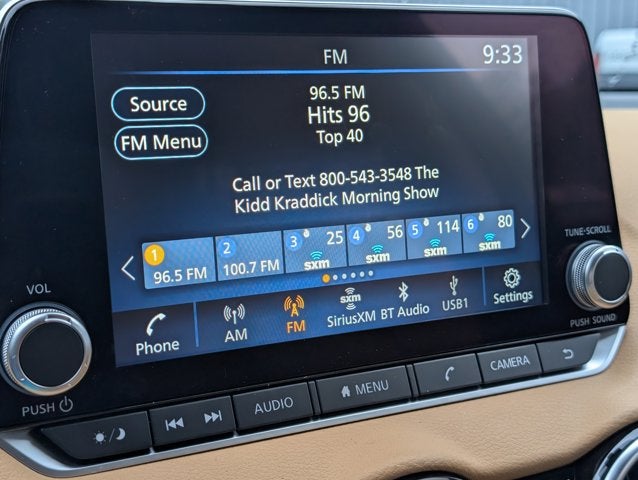 FM
9:33
Source
FM Menu
96.5 FM
Hits 96
Top 40
Call or Text 800-543-3548 The
Kidd Kraddick Morning Show
1 96.5 FM
2 100.7 FM
3 25 sxm
4 56 sxm
5 114 sxm
6 80 sxm
Phone
AM
FM
sxm SiriusXM
BT Audio
USB1
Settings
VOL
PUSH
TUNE·SCROLL
PUSH SOUND
AUDIO
MENU
CAMERA